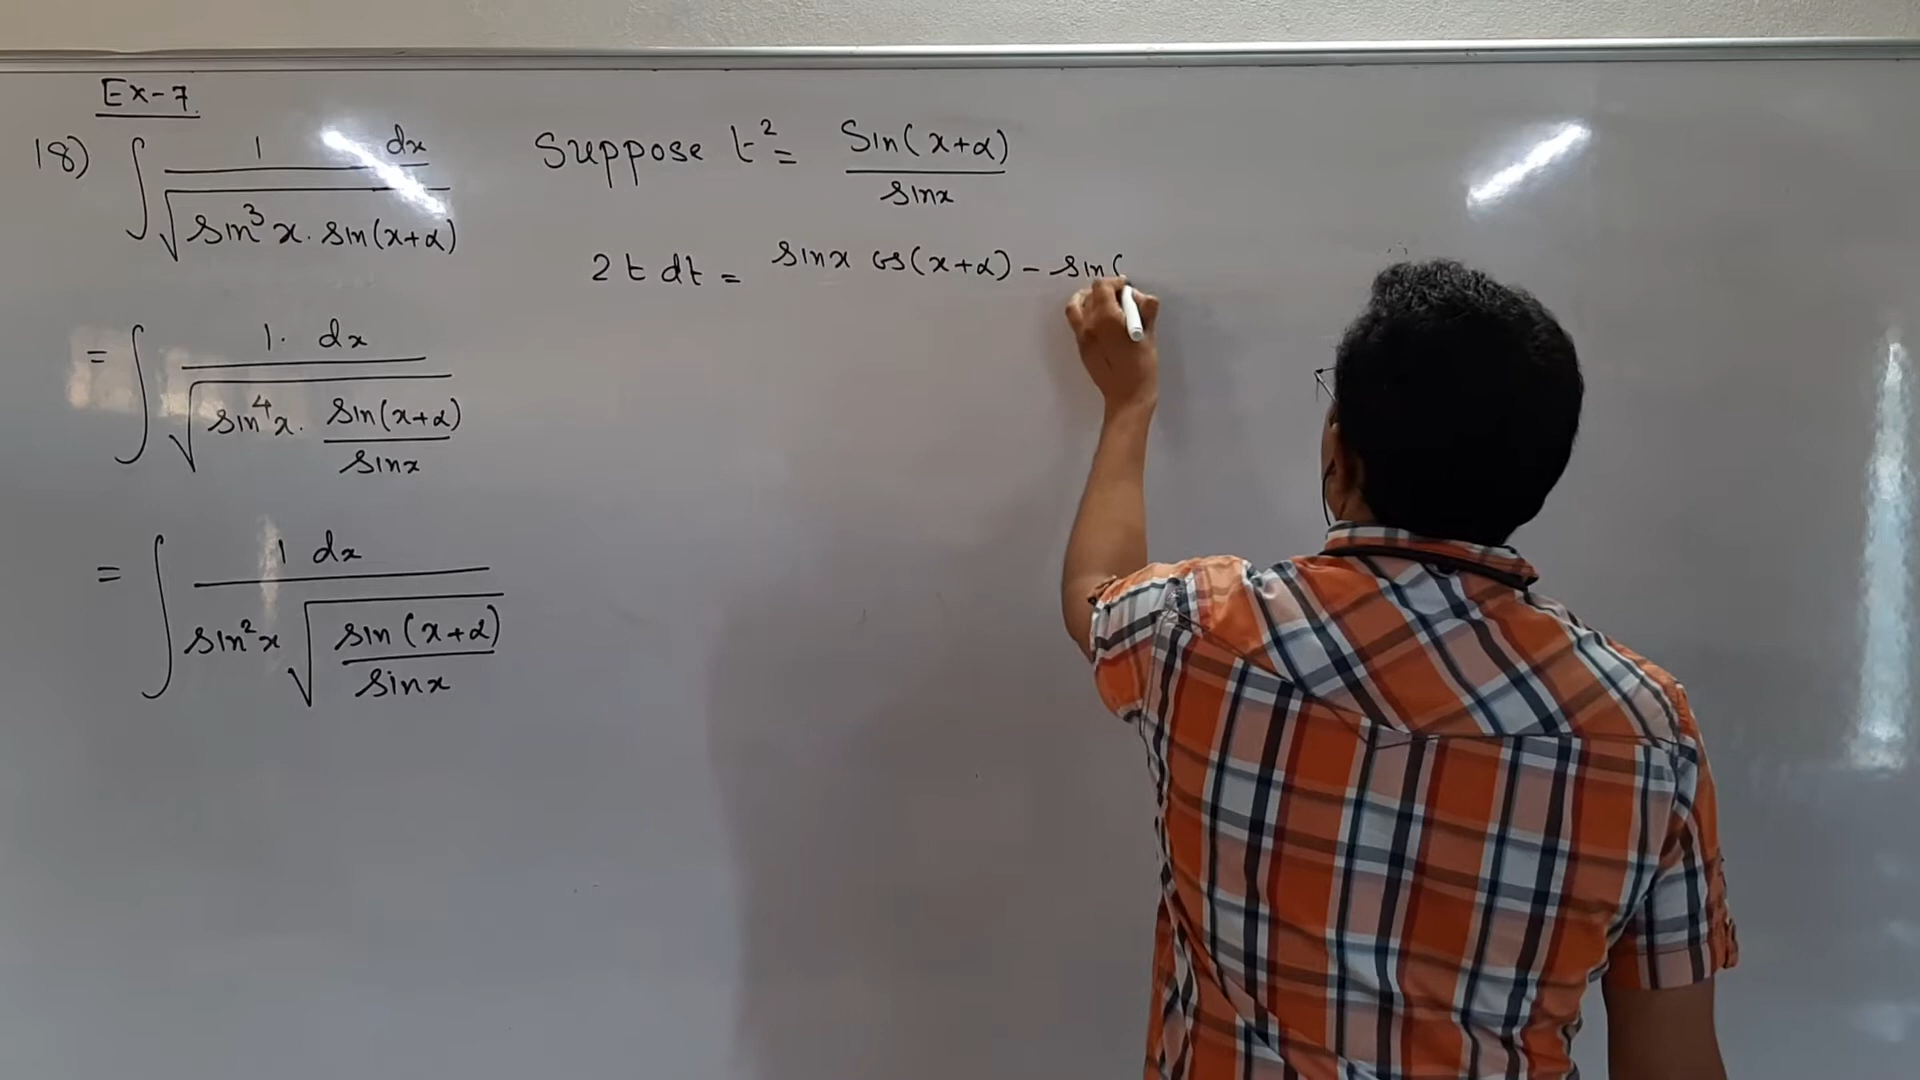 Ex-7.
18) ∫ 1 dx / √(sin³x. sin(x+α))
= ∫ 1. dx / √(sin⁴x. sin(x+α)/sinx)
= ∫ 1 dx / sin²x √(sin(x+α)/sinx)
Suppose t² = Sin(x+α)/sinx
2t dt = sinx cos(x+α) - sin(